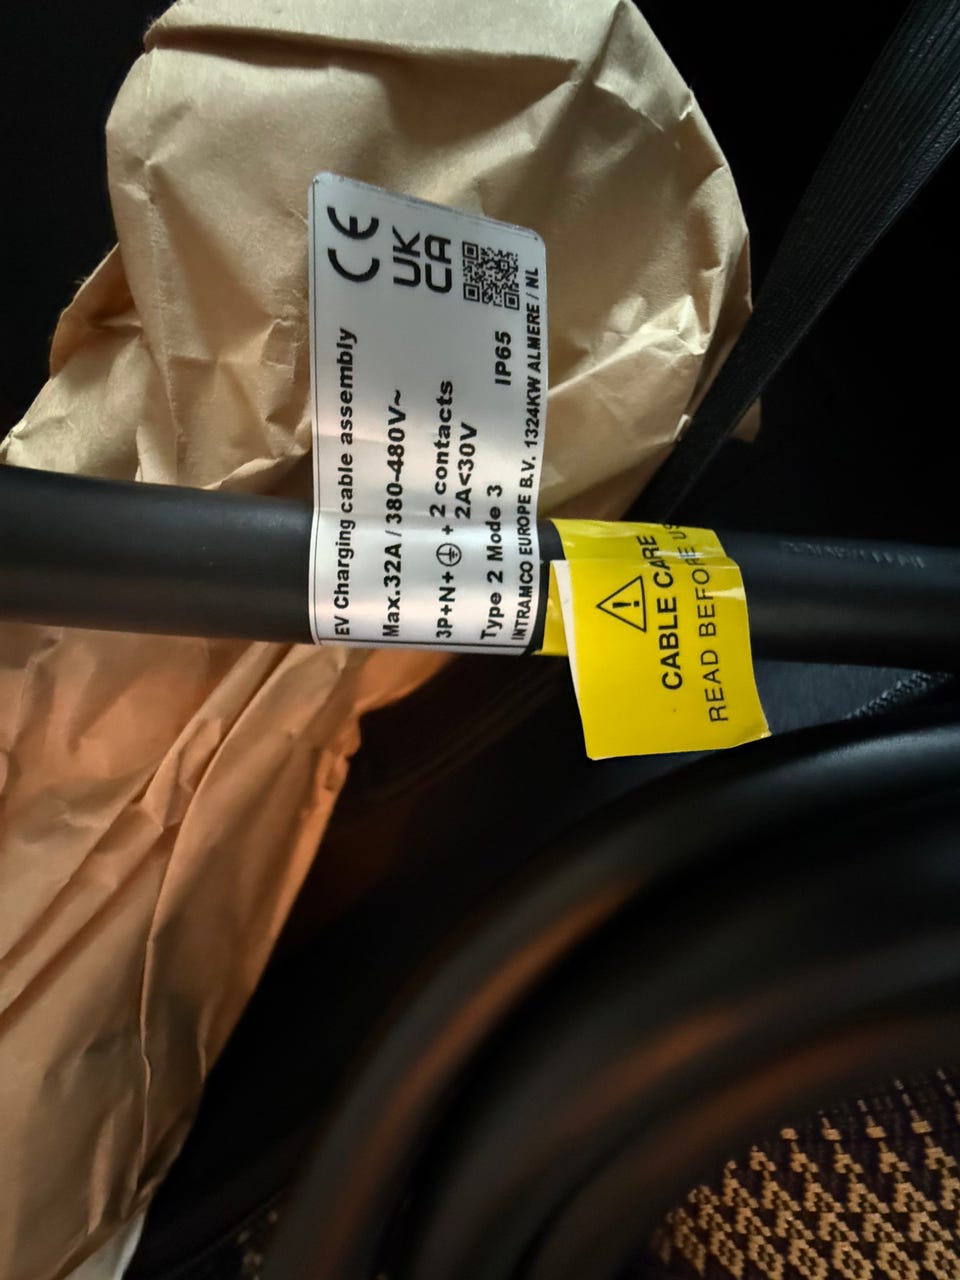 CE
UK
CA
EV Charging cable assembly
Max.32A / 380-480V~
3P+N+⏚ + 2 contacts
2A<30V
Type 2 Mode 3 IP65
INTRAMCO EUROPE B.V. 1324KW ALMERE / NL
CABLE CARE
READ BEFORE